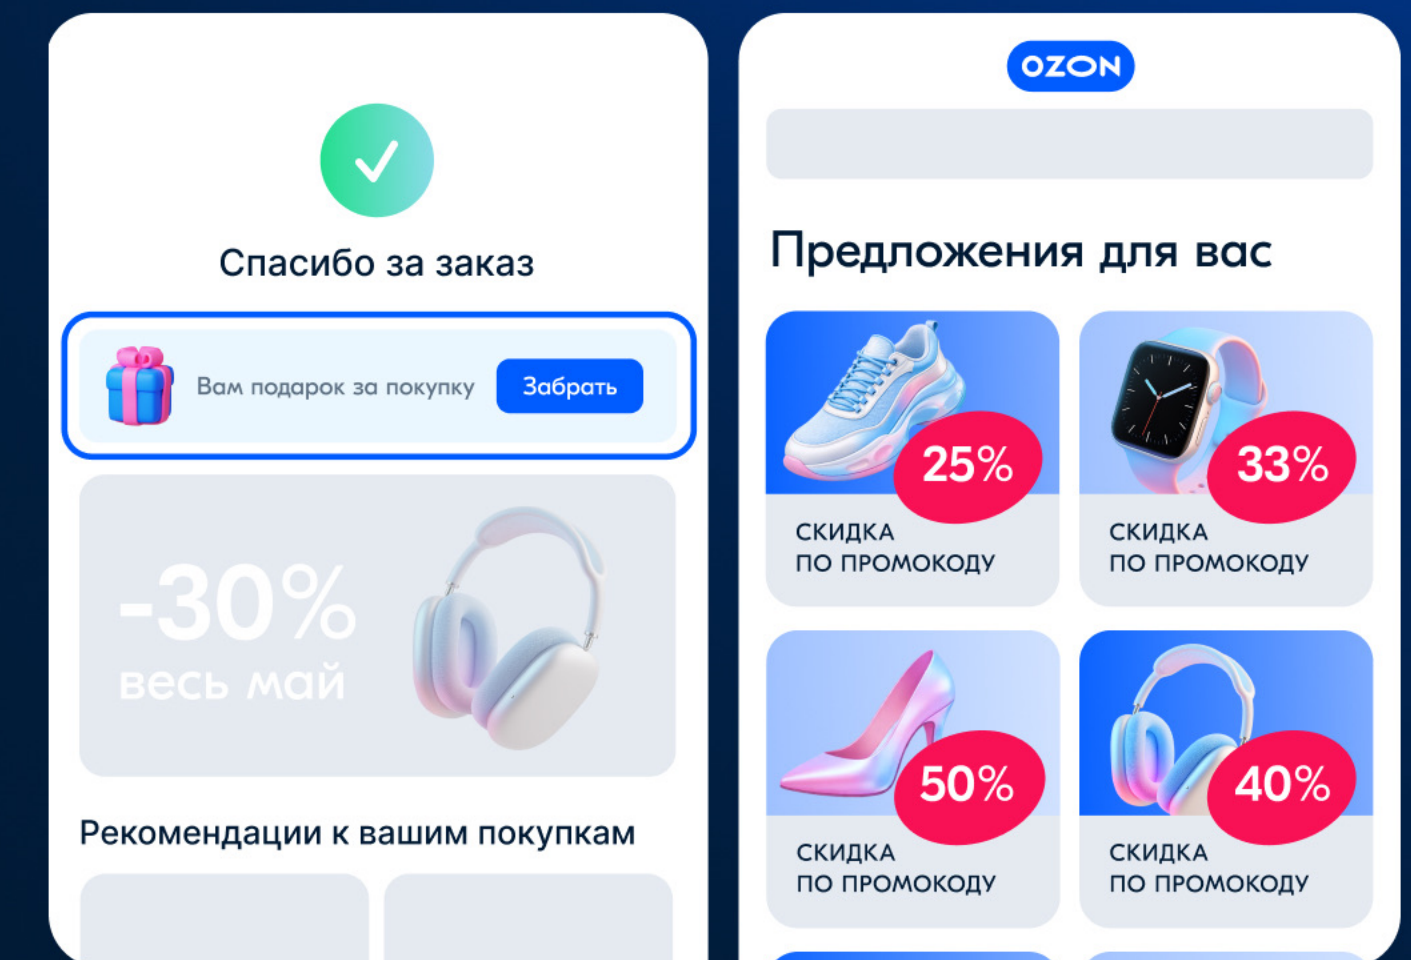 Спасибо за заказ
Вам подарок за покупку
Забрать
-30%
весь май
Рекомендации к вашим покупкам
OZON
Предложения для вас
25%
СКИДКА
ПО ПРОМОКОДУ
33%
СКИДКА
ПО ПРОМОКОДУ
50%
СКИДКА
ПО ПРОМОКОДУ
40%
СКИДКА
ПО ПРОМОКОДУ